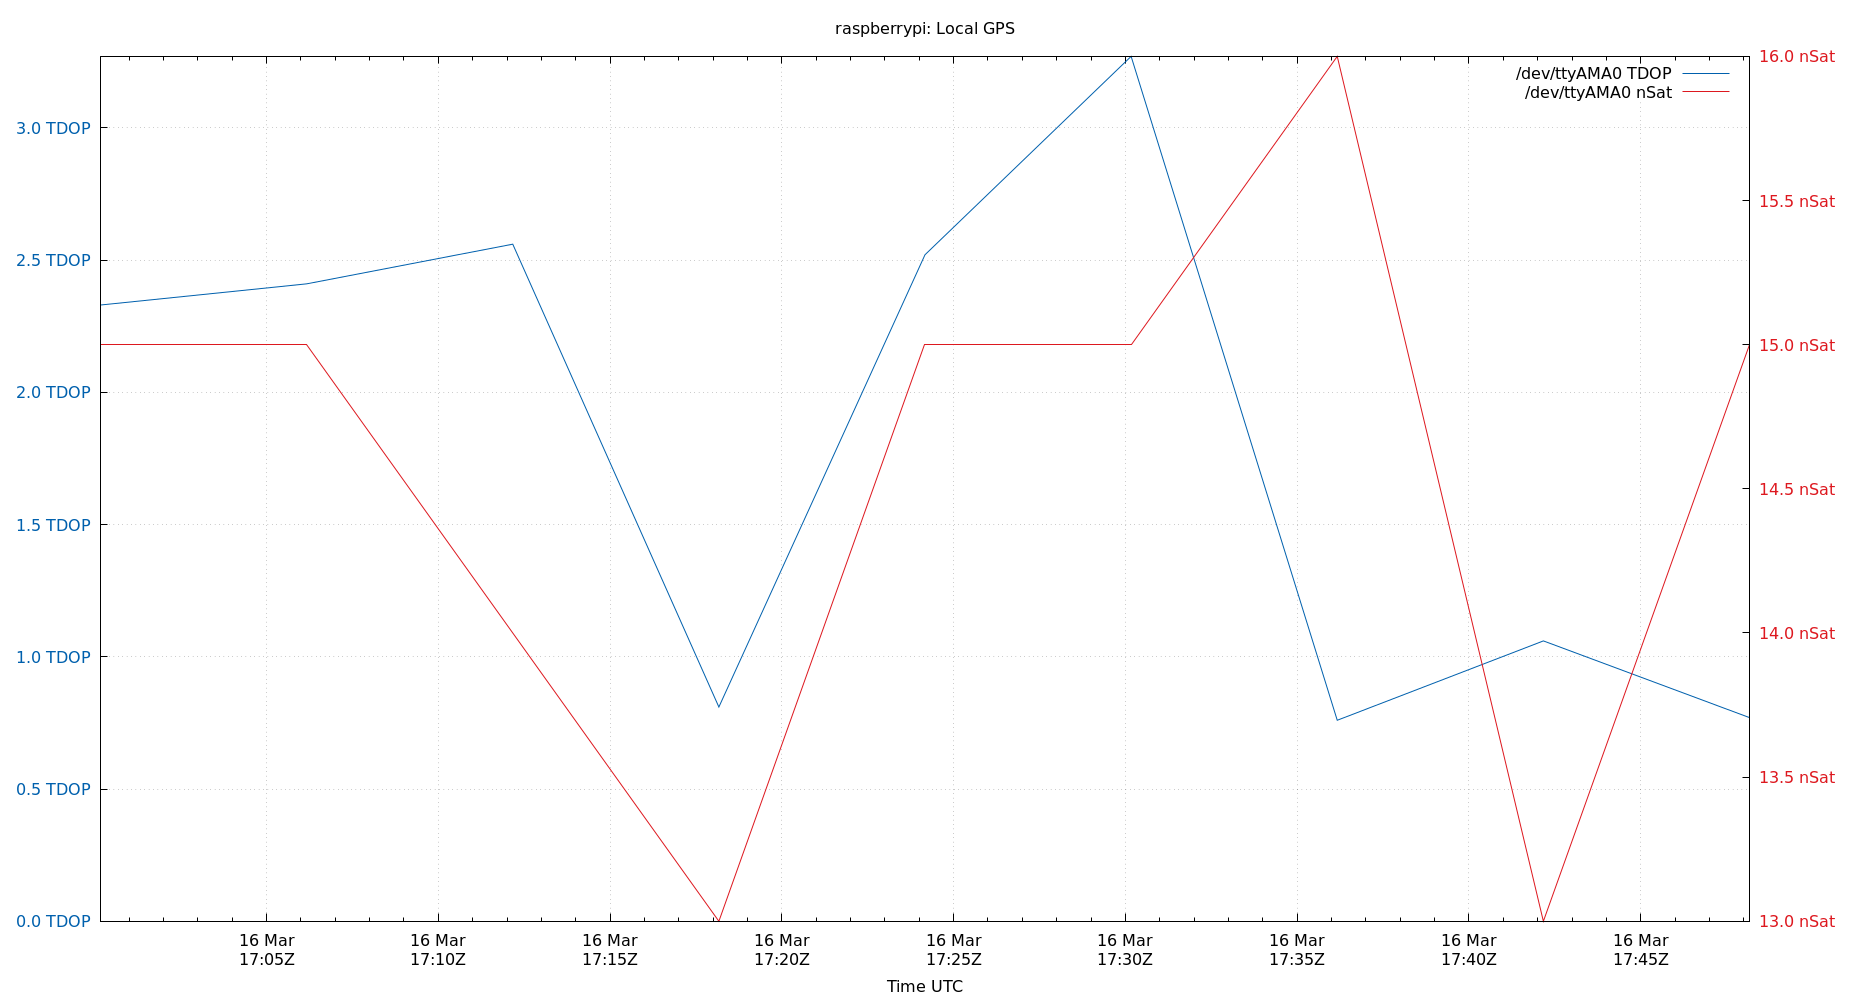 raspberrypi: Local GPS
/dev/ttyAMA0 TDOP
/dev/ttyAMA0 nSat
3.0 TDOP
2.5 TDOP
2.0 TDOP
1.5 TDOP
1.0 TDOP
0.5 TDOP
0.0 TDOP
16.0 nSat
15.5 nSat
15.0 nSat
14.5 nSat
14.0 nSat
13.5 nSat
13.0 nSat
16 Mar
17:05Z
16 Mar
17:10Z
16 Mar
17:15Z
16 Mar
17:20Z
16 Mar
17:25Z
16 Mar
17:30Z
16 Mar
17:35Z
16 Mar
17:40Z
16 Mar
17:45Z
Time UTC